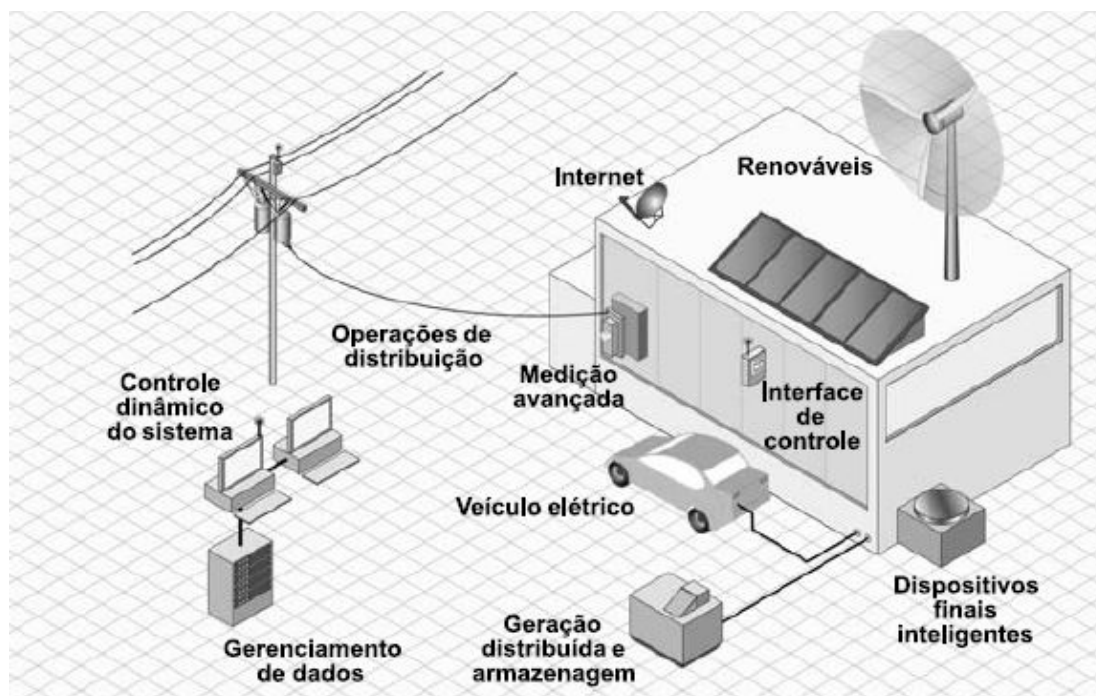 Internet
Renováveis
Operações de
distribuição
Medição
avançada
Interface
de
controle
Controle
dinâmico
do sistema
Veículo elétrico
Dispositivos
finais
inteligentes
Geração
distribuída e
armazenagem
Gerenciamento
de dados